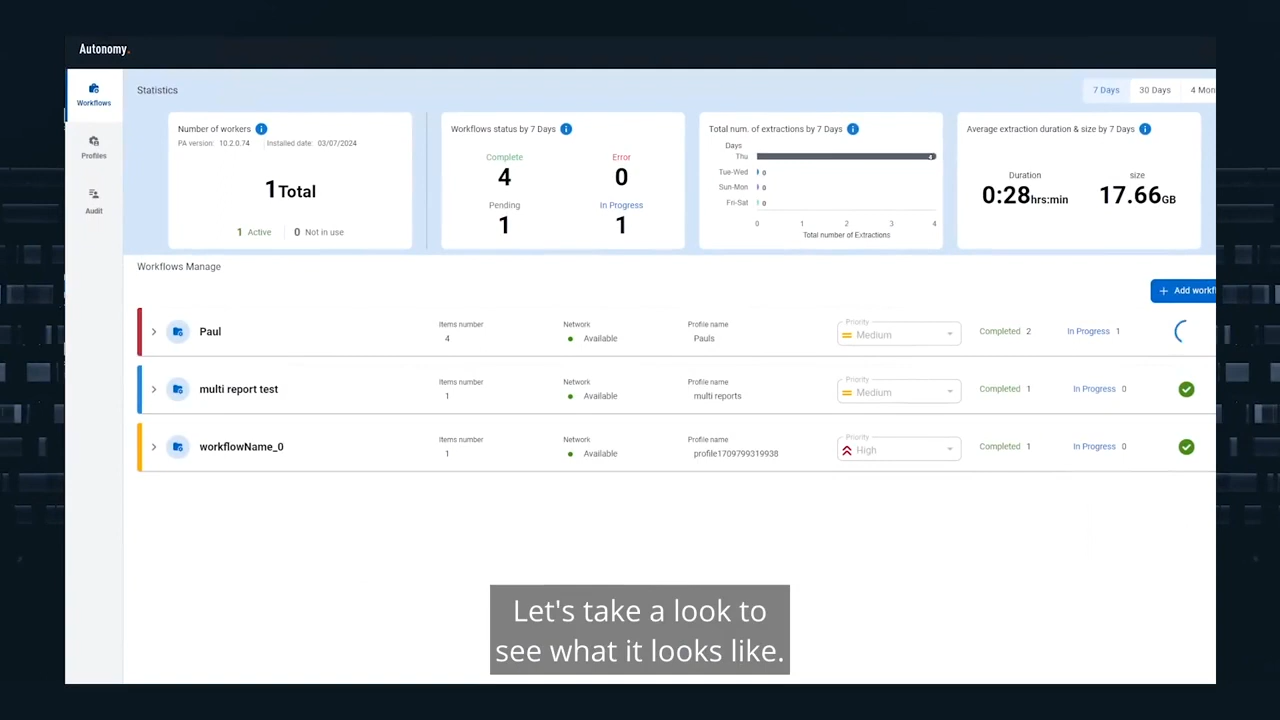 Autonomy.
Workflows
Profiles
Audit
Statistics
7 Days
30 Days
4 Mon
Number of workers
PA version: 10.2.0.74
Installed date: 03/07/2024
1 Total
1 Active
0 Not in use
Workflows status by 7 Days
Complete
Error
4
0
Pending
In Progress
1
1
Total num. of extractions by 7 Days
Days
Thu
4
Tue-Wed
0
Sun-Mon
0
Fri-Sat
0
0 1 2 3 4
Total number of Extractions
Average extraction duration & size by 7 Days
Duration
size
0:28hrs:min
17.66GB
Workflows Manage
+ Add workf
Paul
Items number
4
Network
Available
Profile name
Pauls
Priority
Medium
Completed 2
In Progress 1
multi report test
Items number
1
Network
Available
Profile name
multi reports
Priority
Medium
Completed 1
In Progress 0
workflowName_0
Items number
1
Network
Available
Profile name
profile1709799319938
Priority
High
Completed 1
In Progress 0
Let's take a look to
see what it looks like.